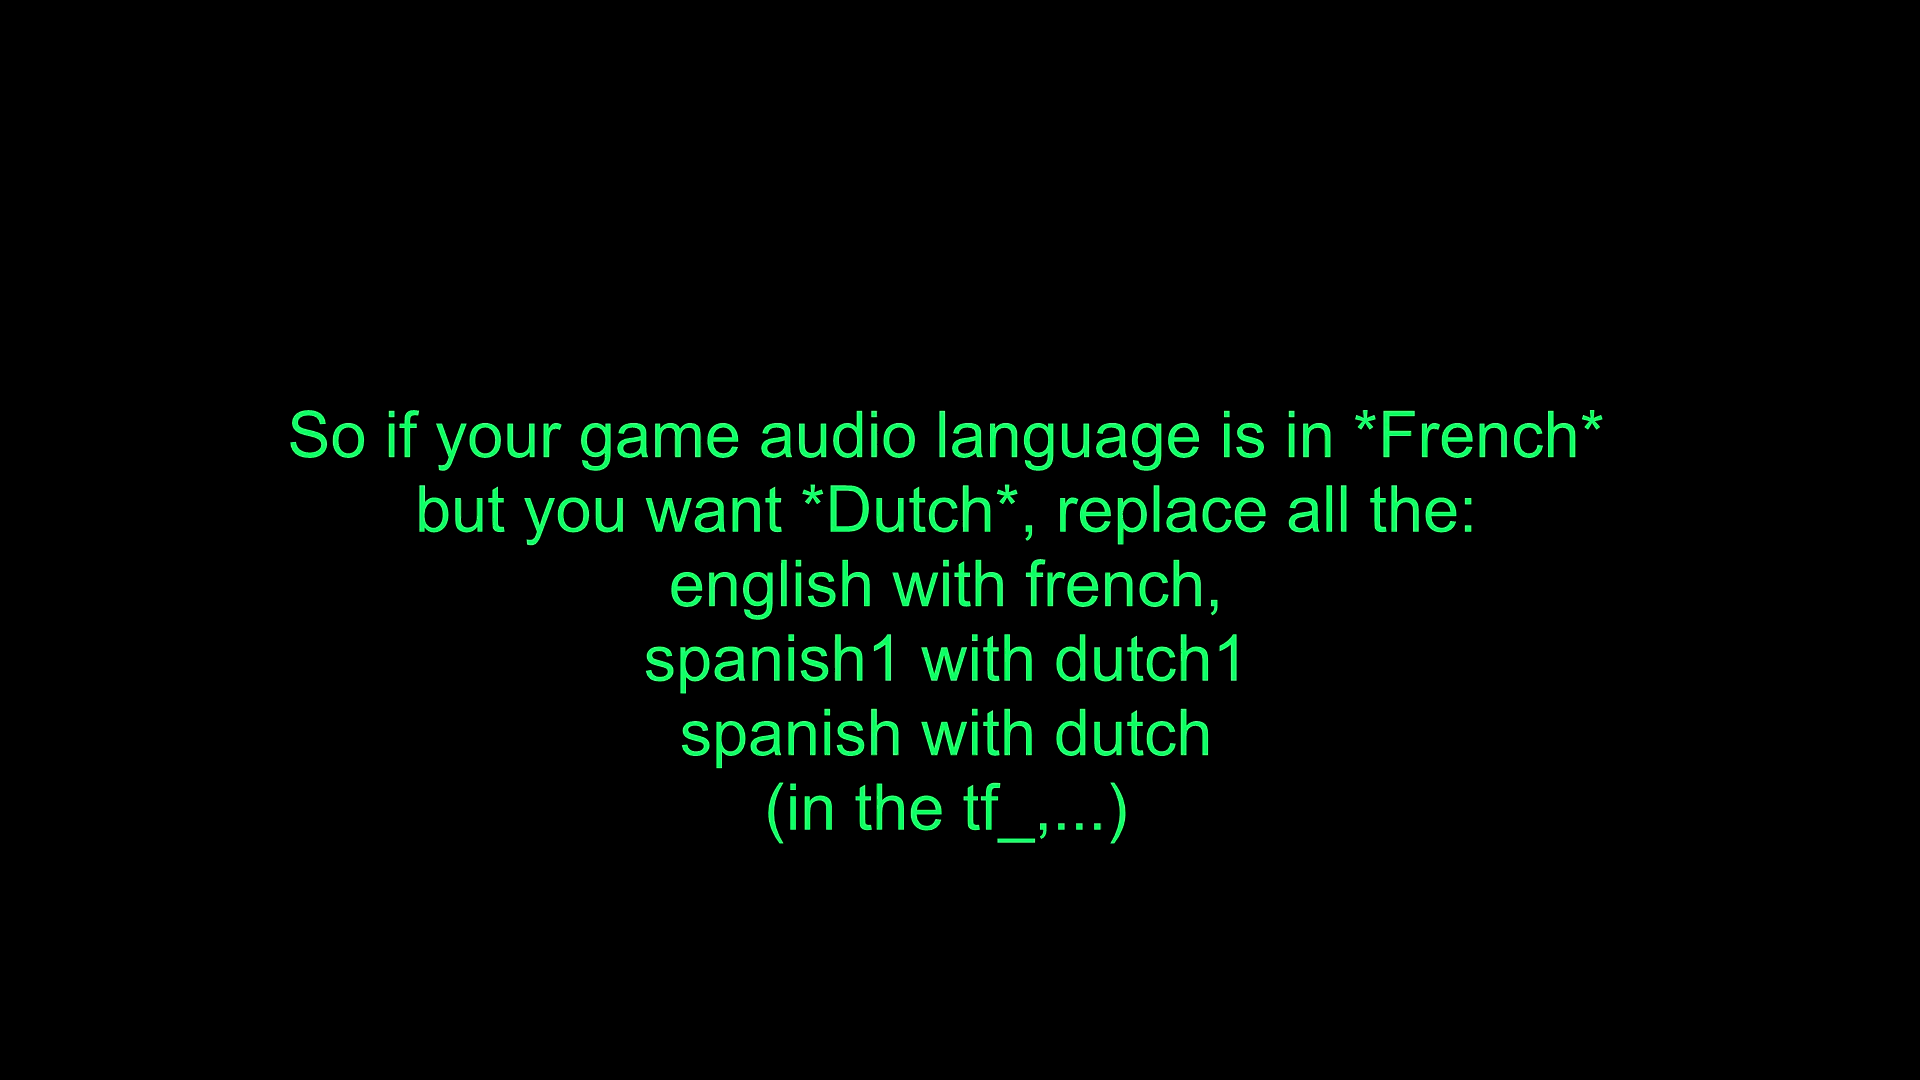 So if your game audio language is in *French*
but you want *Dutch*, replace all the:
english with french,
spanish1 with dutch1
spanish with dutch
(in the tf_,...)